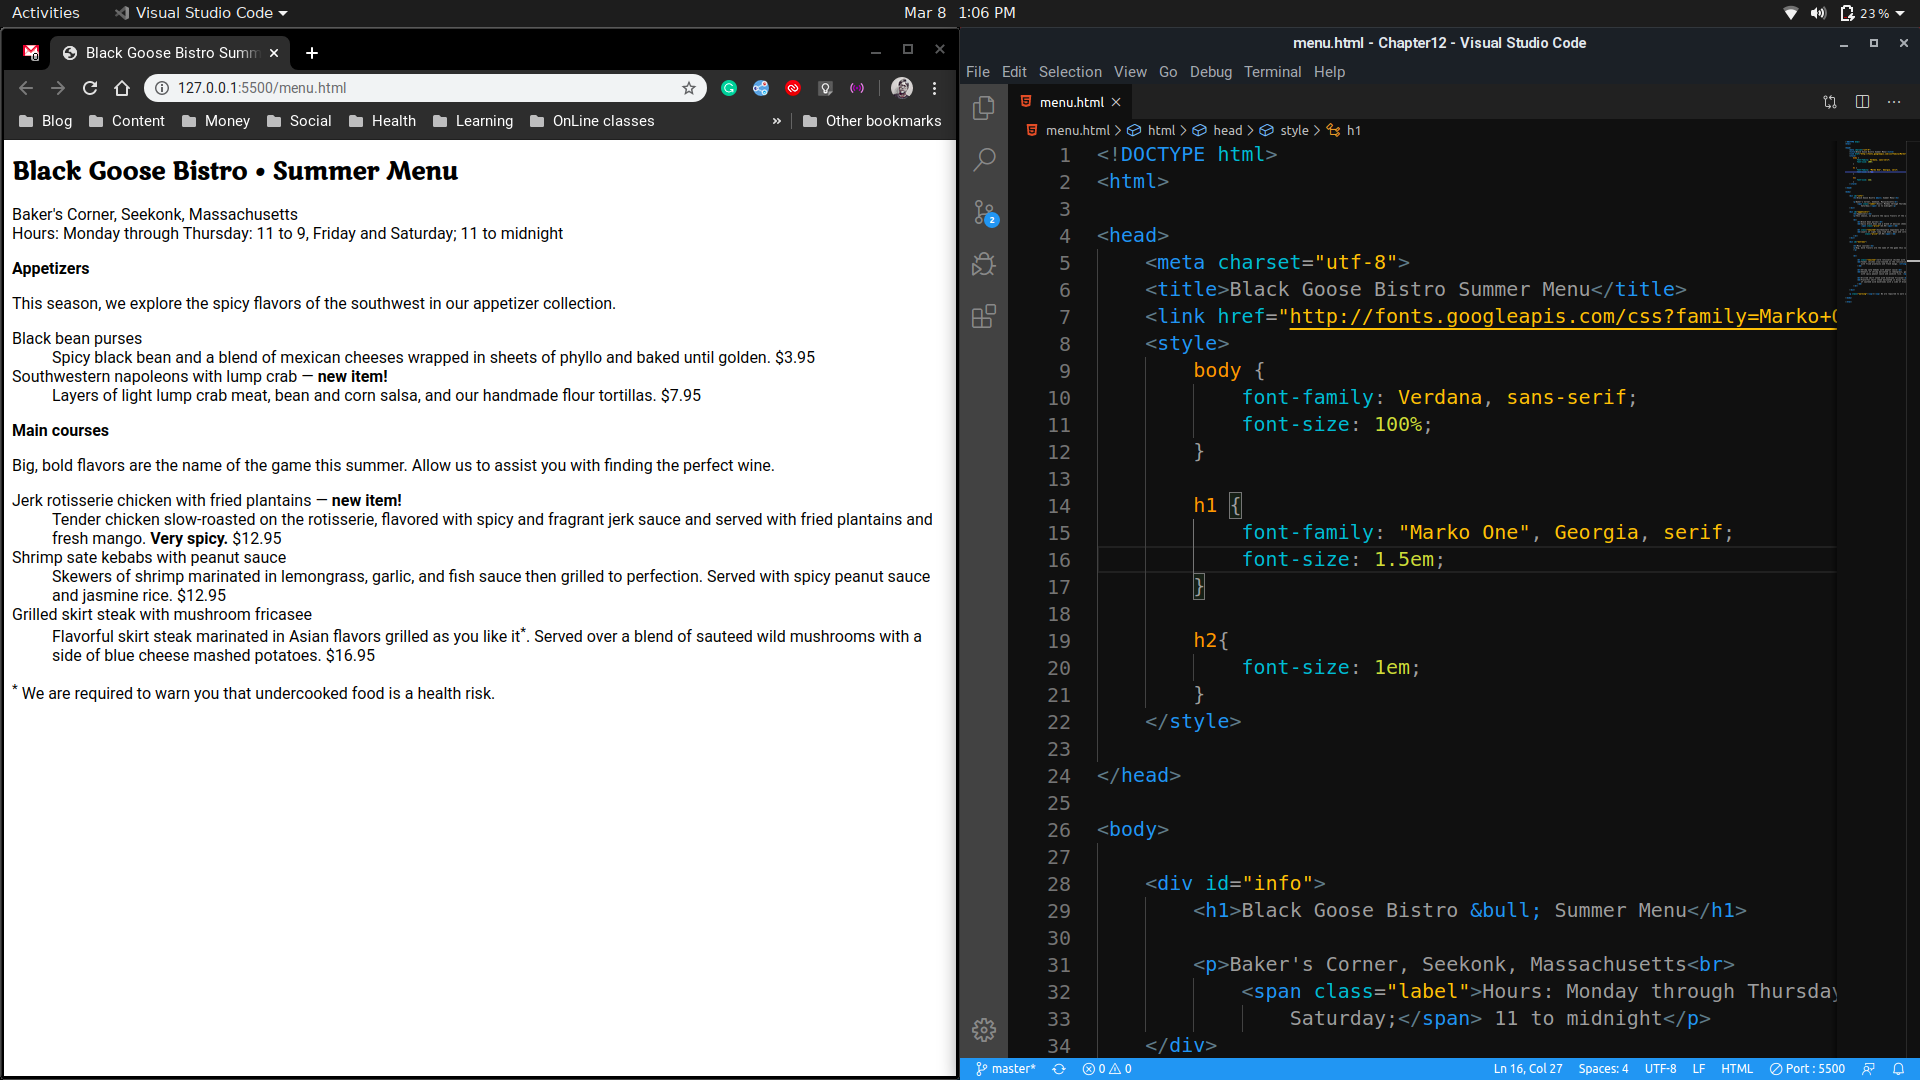 Activities
Visual Studio Code
Mar 8 1:06 PM
23 %
Black Goose Bistro Summ
127.0.0.1:5500/menu.html
Blog
Content
Money
Social
Health
Learning
OnLine classes
»
Other bookmarks
Black Goose Bistro • Summer Menu
Baker's Corner, Seekonk, Massachusetts
Hours: Monday through Thursday: 11 to 9, Friday and Saturday; 11 to midnight
Appetizers
This season, we explore the spicy flavors of the southwest in our appetizer collection.
Black bean purses
Spicy black bean and a blend of mexican cheeses wrapped in sheets of phyllo and baked until golden. $3.95
Southwestern napoleons with lump crab — new item!
Layers of light lump crab meat, bean and corn salsa, and our handmade flour tortillas. $7.95
Main courses
Big, bold flavors are the name of the game this summer. Allow us to assist you with finding the perfect wine.
Jerk rotisserie chicken with fried plantains — new item!
Tender chicken slow-roasted on the rotisserie, flavored with spicy and fragrant jerk sauce and served with fried plantains and
fresh mango. Very spicy. $12.95
Shrimp sate kebabs with peanut sauce
Skewers of shrimp marinated in lemongrass, garlic, and fish sauce then grilled to perfection. Served with spicy peanut sauce
and jasmine rice. $12.95
Grilled skirt steak with mushroom fricasee
Flavorful skirt steak marinated in Asian flavors grilled as you like it*. Served over a blend of sauteed wild mushrooms with a
side of blue cheese mashed potatoes. $16.95
* We are required to warn you that undercooked food is a health risk.
menu.html - Chapter12 - Visual Studio Code
File Edit Selection View Go Debug Terminal Help
menu.html
menu.html > html > head > style > h1
2
1 <!DOCTYPE html>
2 <html>
3
4 <head>
5 <meta charset="utf-8">
6 <title>Black Goose Bistro Summer Menu</title>
7 <link href="http://fonts.googleapis.com/css?family=Marko+
8 <style>
9 body {
10 font-family: Verdana, sans-serif;
11 font-size: 100%;
12 }
13
14 h1 {
15 font-family: "Marko One", Georgia, serif;
16 font-size: 1.5em;
17 }
18
19 h2{
20 font-size: 1em;
21 }
22 </style>
23
24 </head>
25
26 <body>
27
28 <div id="info">
29 <h1>Black Goose Bistro &bull; Summer Menu</h1>
30
31 <p>Baker's Corner, Seekonk, Massachusetts<br>
32 <span class="label">Hours: Monday through Thursday
33 Saturday;</span> 11 to midnight</p>
34 </div>
master*
0
0
Ln 16, Col 27
Spaces: 4
UTF-8
LF
HTML
Port : 5500